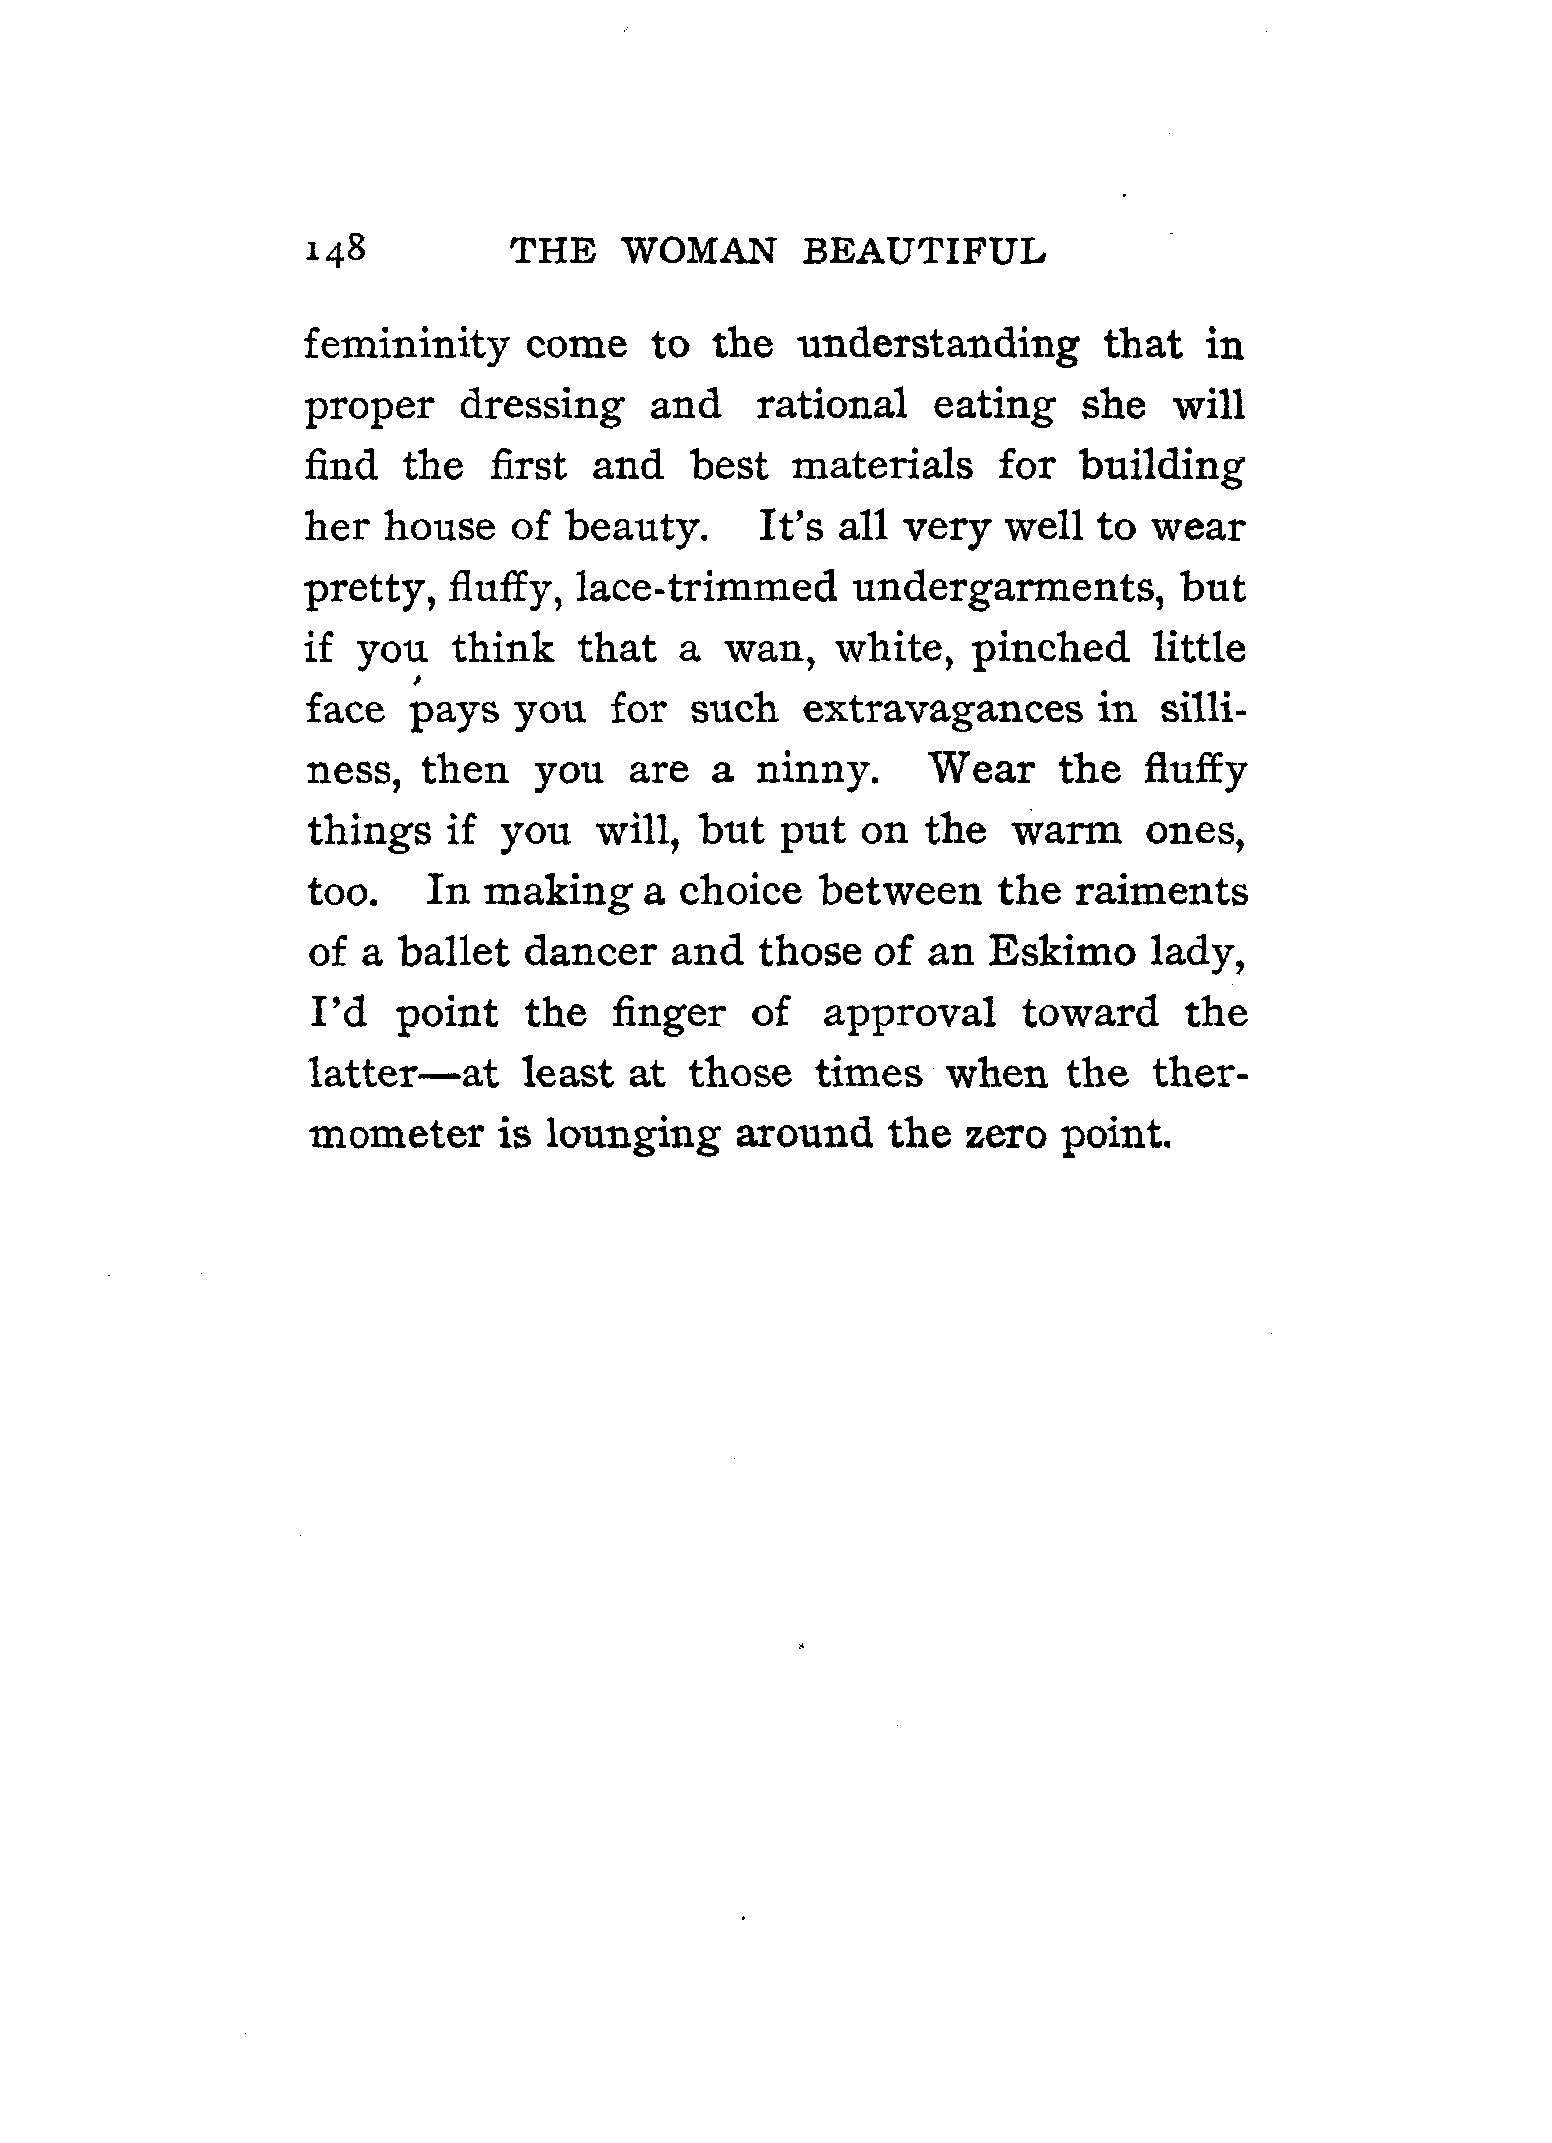 148 THE WOMAN BEAUTIFUL
femininity come to the understanding that in
proper dressing and rational eating she will
find the first and best materials for building
her house of beauty. It's all very well to wear
pretty, fluffy, lace-trimmed undergarments, but
if you think that a wan, white, pinched little
face pays you for such extravagances in silli-
ness, then you are a ninny. Wear the fluffy
things if you will, but put on the warm ones,
too. In making a choice between the raiments
of a ballet dancer and those of an Eskimo lady,
I'd point the finger of approval toward the
latter—at least at those times when the ther-
mometer is lounging around the zero point.